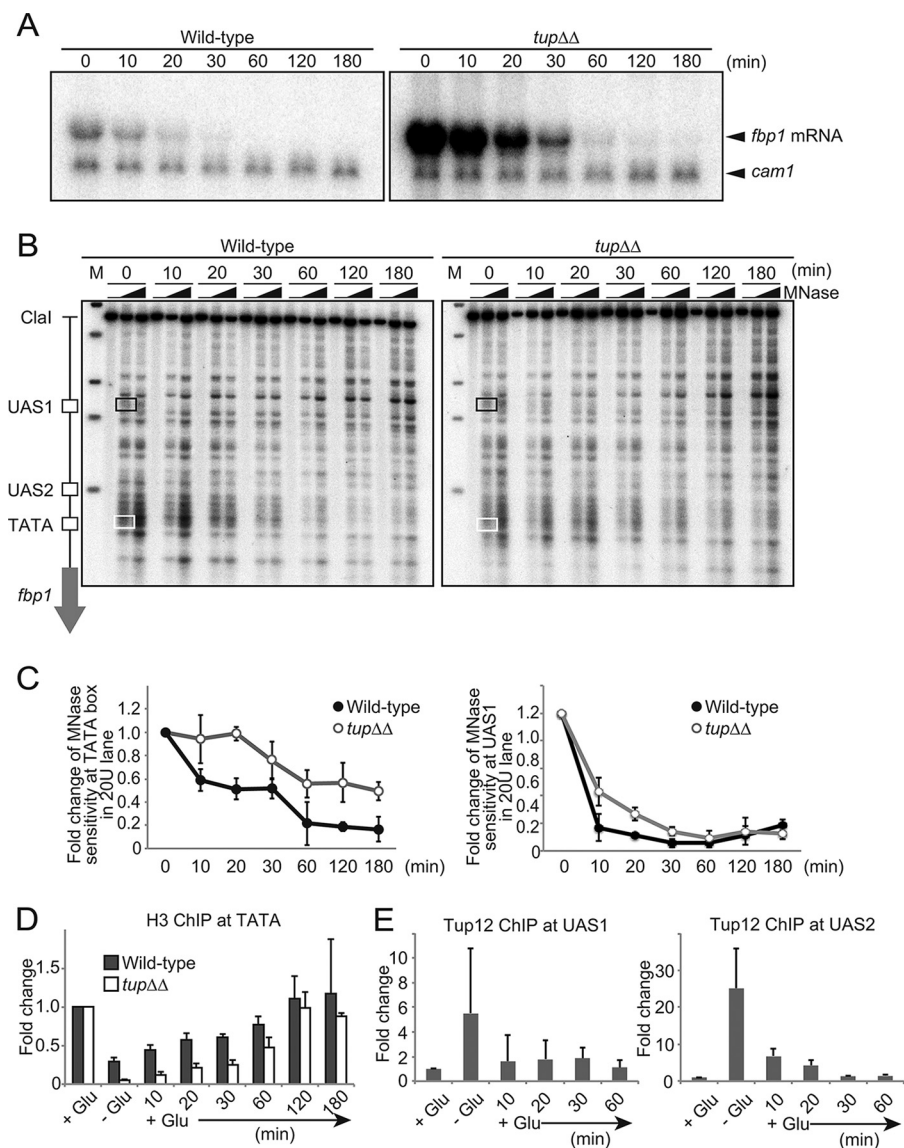 A
Wild-type
tupΔΔ
0 10 20 30 60 120 180
0 10 20 30 60 120 180 (min)
fbp1 mRNA
cam1
B
Wild-type
tupΔΔ
M 0 10 20 30 60 120 180
M 0 10 20 30 60 120 180 (min)
MNase
ClaI
UAS1
UAS2
TATA
fbp1
C
Fold change of MNase
sensitivity at TATA box
in 20U lane
1.2
1.0
0.8
0.6
0.4
0.2
0
Wild-type
tupΔΔ
0 10 20 30 60 120 180 (min)
Fold change of MNase
sensitivity at UAS1
in 20U lane
1.2
1.0
0.8
0.6
0.4
0.2
0
Wild-type
tupΔΔ
0 10 20 30 60 120 180 (min)
D
H3 ChIP at TATA
Fold change
1.5
1.0
0.5
0
Wild-type
tupΔΔ
+ Glu
- Glu
10
20
30
60
120
180
+ Glu
(min)
E
Tup12 ChIP at UAS1
Fold change
10
8
6
4
2
0
+ Glu
- Glu
10
20
30
60
+ Glu
(min)
Tup12 ChIP at UAS2
Fold change
30
20
10
0
+ Glu
- Glu
10
20
30
60
+ Glu
(min)